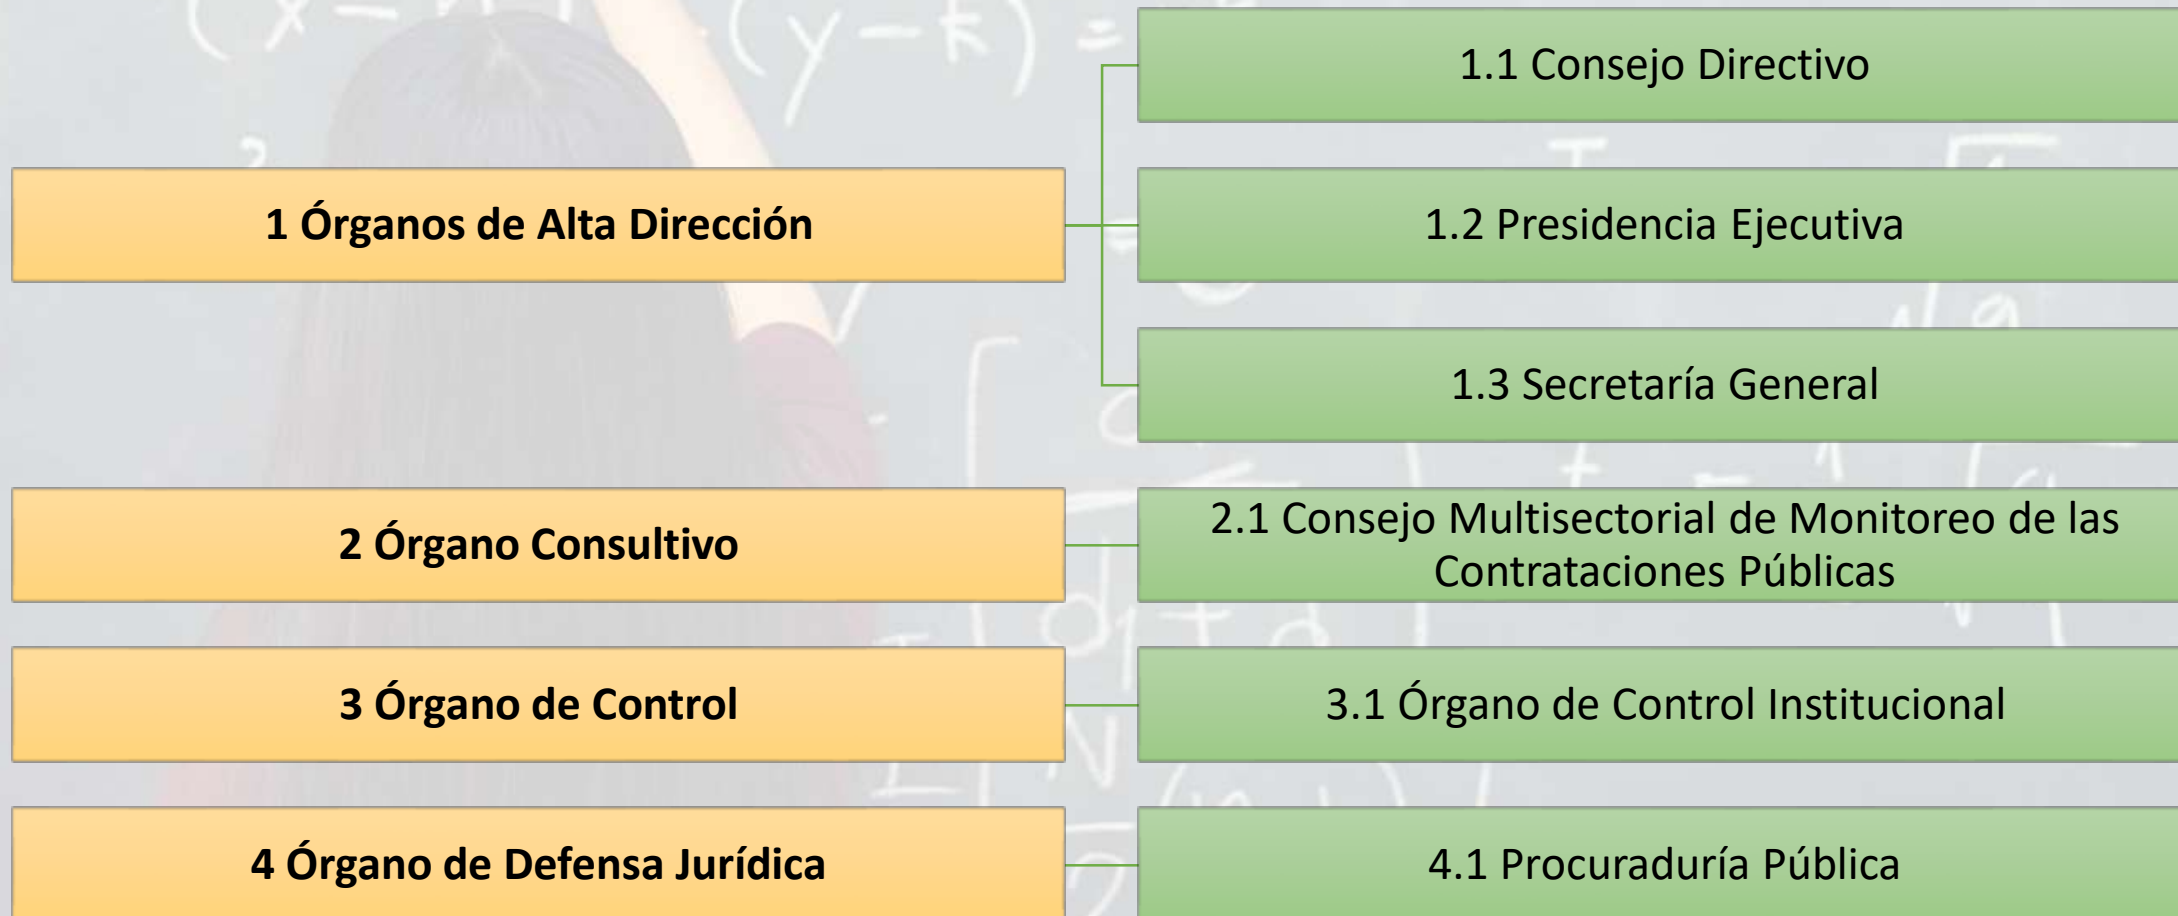 1.1 Consejo Directivo
1 Órganos de Alta Dirección
1.2 Presidencia Ejecutiva
1.3 Secretaría General
2 Órgano Consultivo
2.1 Consejo Multisectorial de Monitoreo de las
Contrataciones Públicas
3 Órgano de Control
3.1 Órgano de Control Institucional
4 Órgano de Defensa Jurídica
4.1 Procuraduría Pública